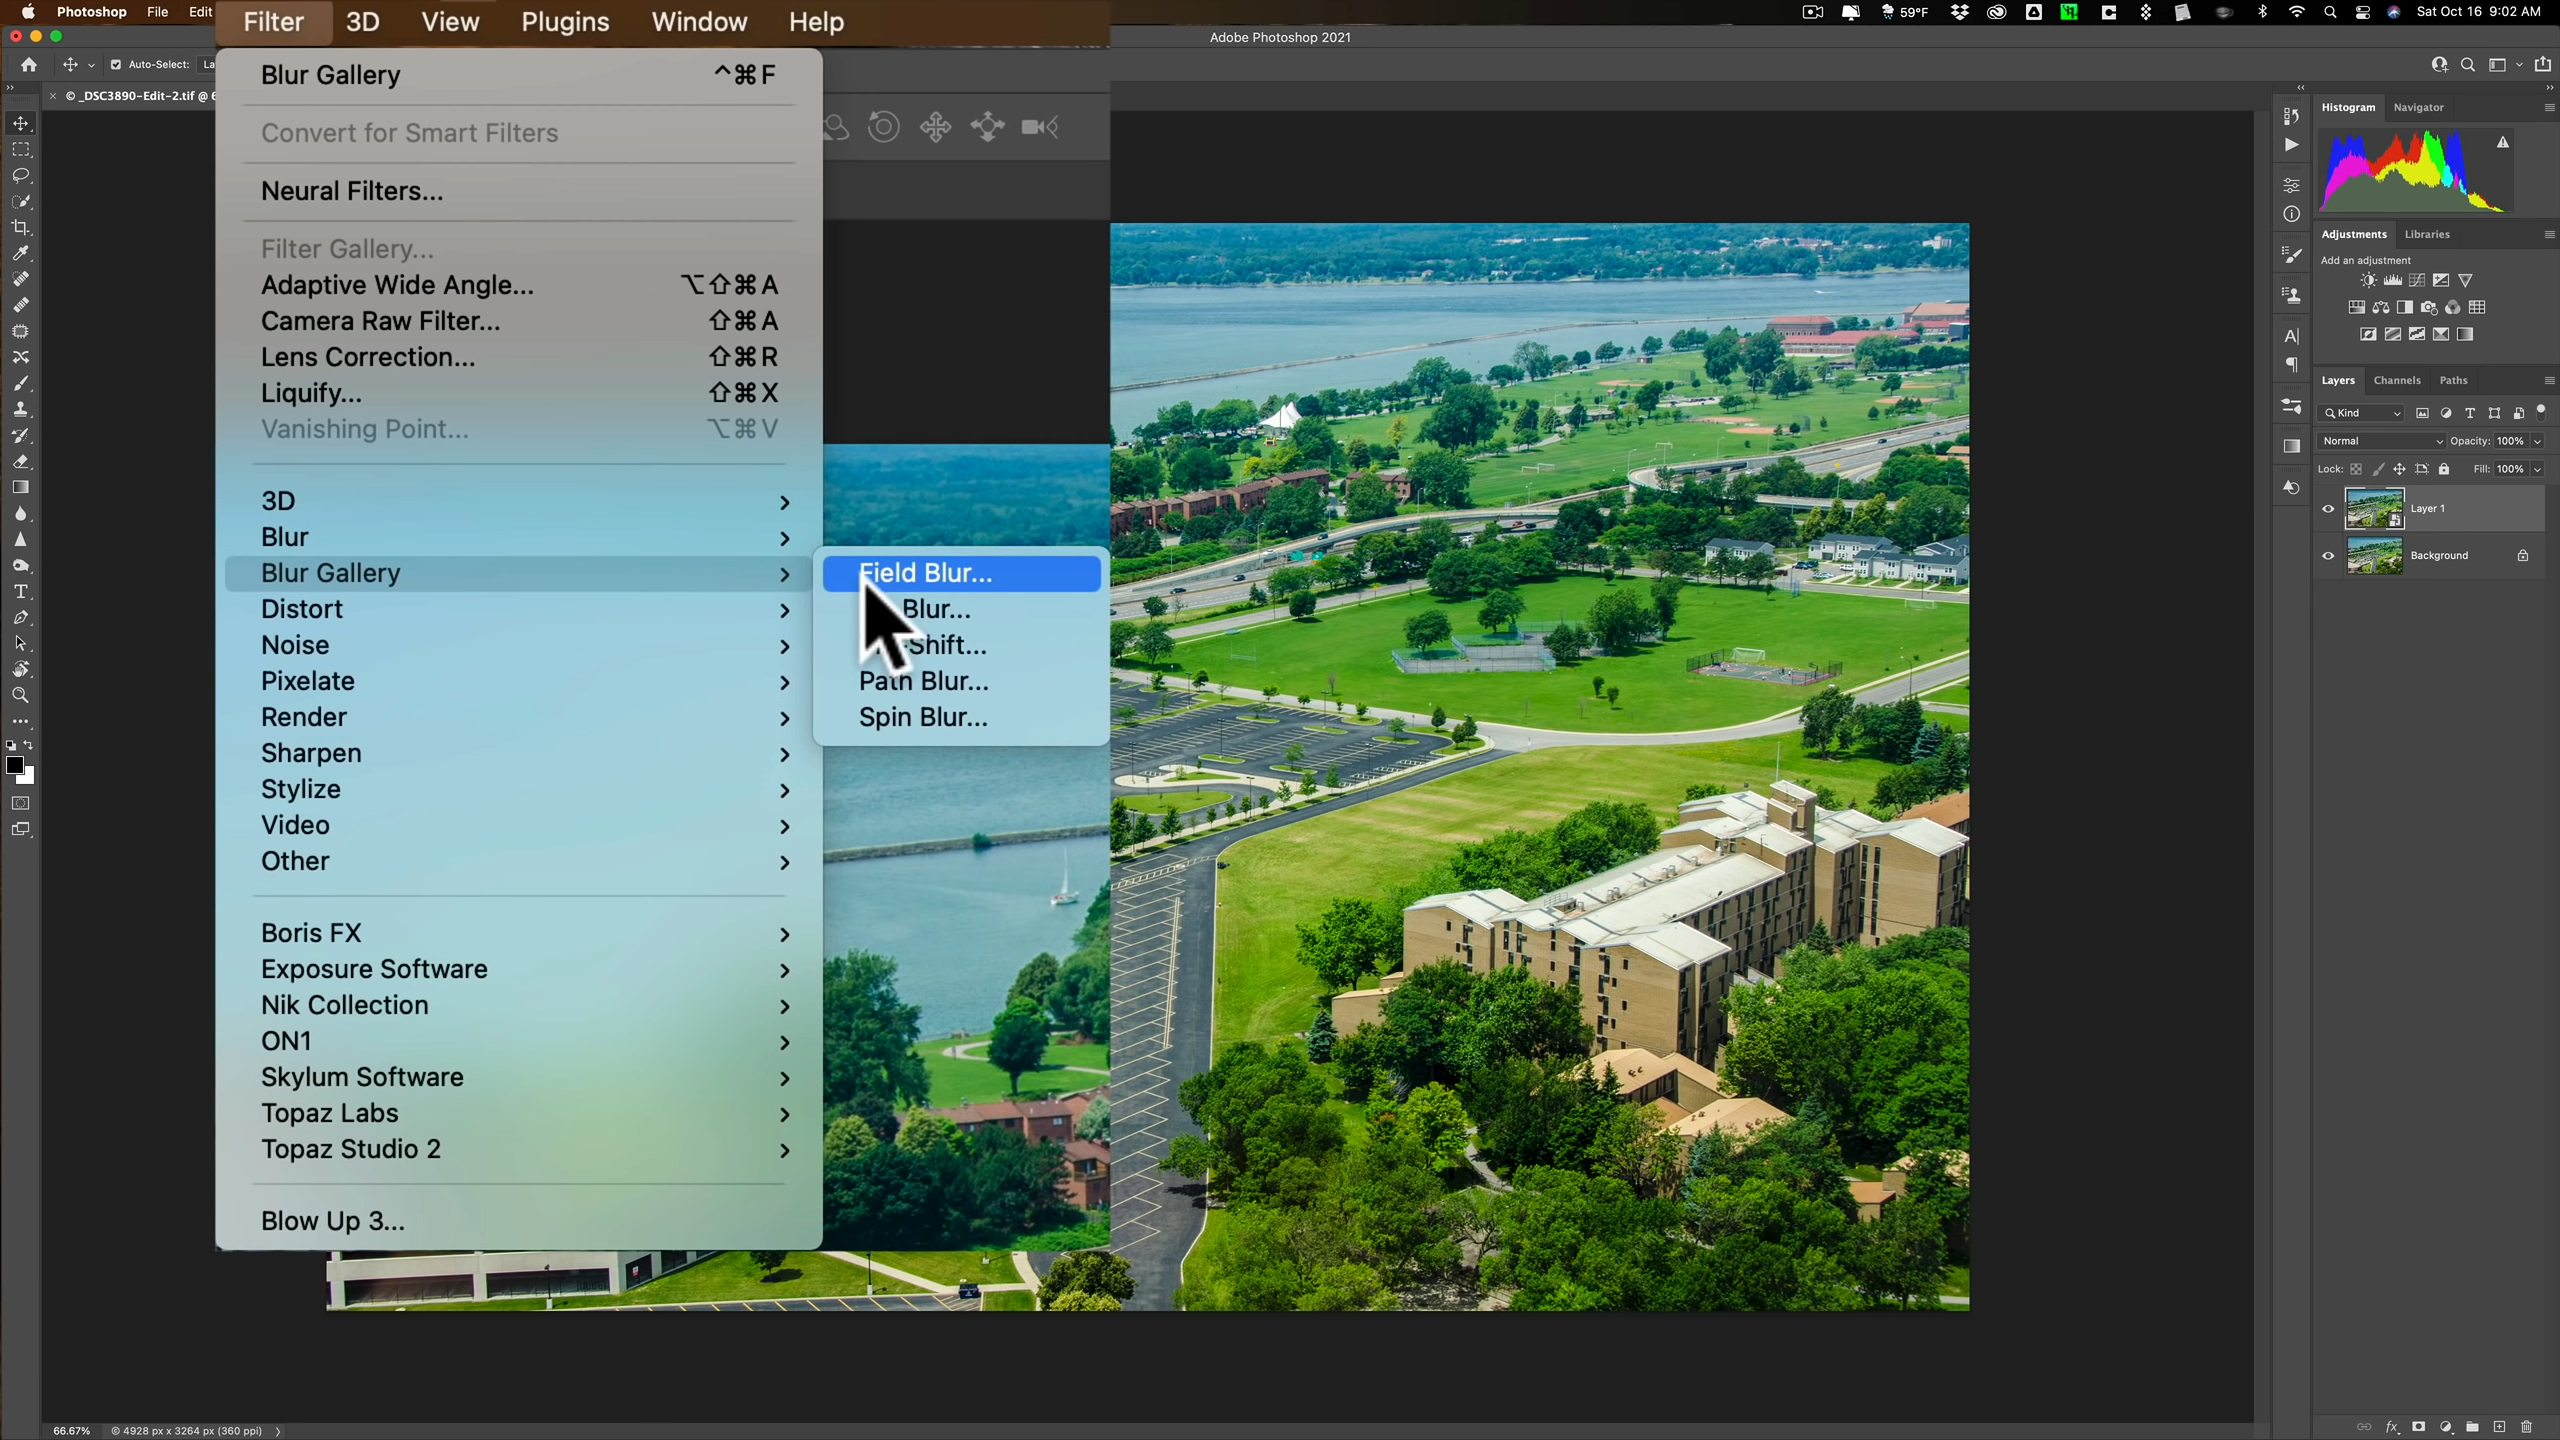 Photoshop File Edit Filter 3D View Plugins Window Help 59°F Sat Oct 16 9:02 AM
Adobe Photoshop 2021
Auto-Select:
© _DSC3890-Edit-2.tif @
Blur Gallery ^⌘F
Convert for Smart Filters
Neural Filters...
Filter Gallery...
Adaptive Wide Angle... ⌥⇧⌘A
Camera Raw Filter... ⇧⌘A
Lens Correction... ⇧⌘R
Liquify... ⇧⌘X
Vanishing Point... ⌥⌘V
3D
Blur
Blur Gallery
Distort
Noise
Pixelate
Render
Sharpen
Stylize
Video
Other
Boris FX
Exposure Software
Nik Collection
ON1
Skylum Software
Topaz Labs
Topaz Studio 2
Blow Up 3...
Field Blur...
Blur...
Shift...
Path Blur...
Spin Blur...
Histogram Navigator
Adjustments Libraries
Add an adjustment
Layers Channels Paths
Kind
Normal Opacity: 100%
Lock: Fill: 100%
Layer 1
Background
66.67% © 4928 px x 3264 px (360 ppi)